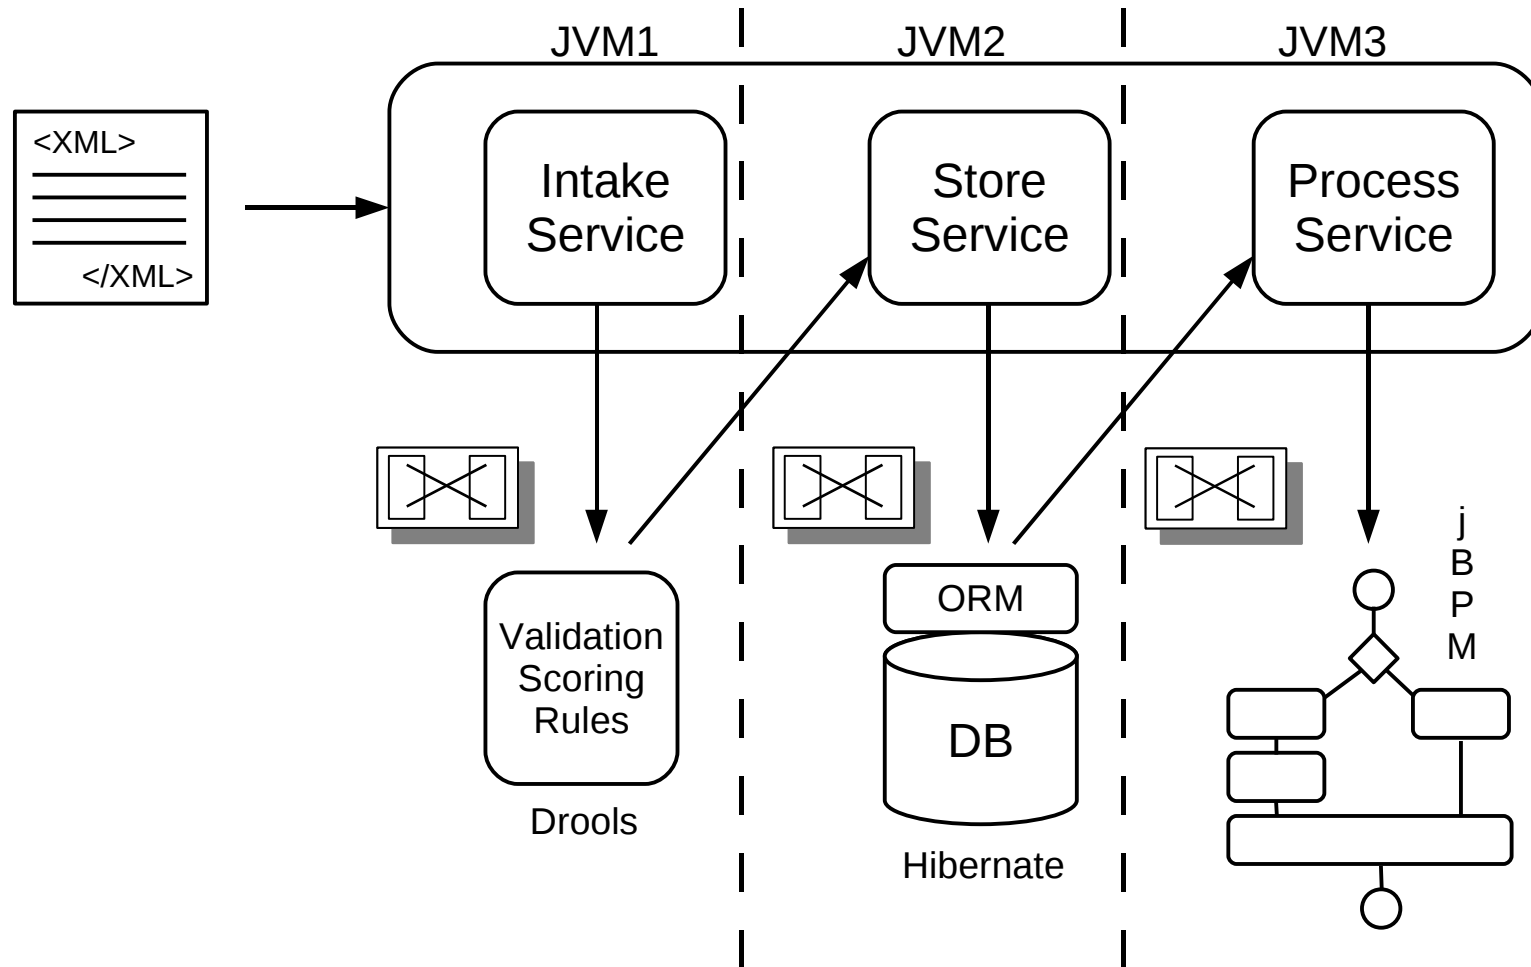 JVM1
JVM2
JVM3
<XML>
</XML>
Intake
Service
Store
Service
Process
Service
Validation
Scoring
Rules
Drools
ORM
DB
Hibernate
j
B
P
M